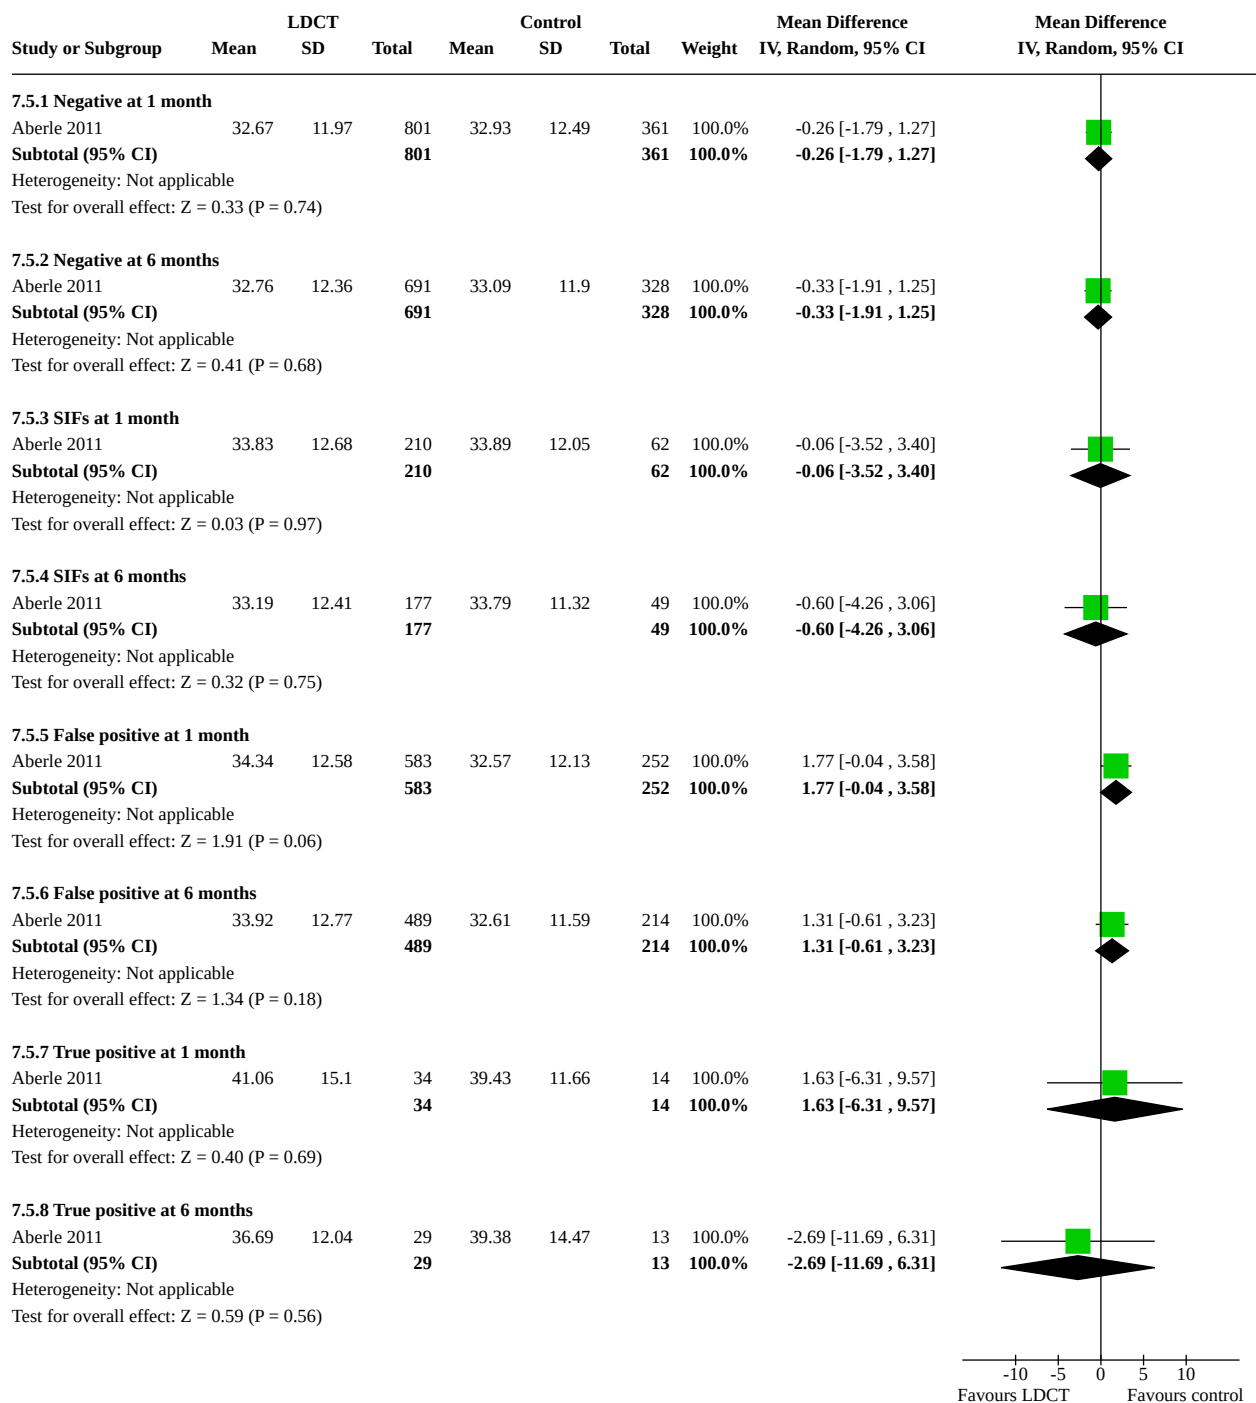 LDCT Control Mean Difference Mean Difference
Study or Subgroup Mean SD Total Mean SD Total Weight IV, Random, 95% CI IV, Random, 95% CI
7.5.1 Negative at 1 month
Aberle 2011 32.67 11.97 801 32.93 12.49 361 100.0% -0.26 [-1.79 , 1.27]
Subtotal (95% CI) 801 361 100.0% -0.26 [-1.79 , 1.27]
Heterogeneity: Not applicable
Test for overall effect: Z = 0.33 (P = 0.74)
7.5.2 Negative at 6 months
Aberle 2011 32.76 12.36 691 33.09 11.9 328 100.0% -0.33 [-1.91 , 1.25]
Subtotal (95% CI) 691 328 100.0% -0.33 [-1.91 , 1.25]
Heterogeneity: Not applicable
Test for overall effect: Z = 0.41 (P = 0.68)
7.5.3 SIFs at 1 month
Aberle 2011 33.83 12.68 210 33.89 12.05 62 100.0% -0.06 [-3.52 , 3.40]
Subtotal (95% CI) 210 62 100.0% -0.06 [-3.52 , 3.40]
Heterogeneity: Not applicable
Test for overall effect: Z = 0.03 (P = 0.97)
7.5.4 SIFs at 6 months
Aberle 2011 33.19 12.41 177 33.79 11.32 49 100.0% -0.60 [-4.26 , 3.06]
Subtotal (95% CI) 177 49 100.0% -0.60 [-4.26 , 3.06]
Heterogeneity: Not applicable
Test for overall effect: Z = 0.32 (P = 0.75)
7.5.5 False positive at 1 month
Aberle 2011 34.34 12.58 583 32.57 12.13 252 100.0% 1.77 [-0.04 , 3.58]
Subtotal (95% CI) 583 252 100.0% 1.77 [-0.04 , 3.58]
Heterogeneity: Not applicable
Test for overall effect: Z = 1.91 (P = 0.06)
7.5.6 False positive at 6 months
Aberle 2011 33.92 12.77 489 32.61 11.59 214 100.0% 1.31 [-0.61 , 3.23]
Subtotal (95% CI) 489 214 100.0% 1.31 [-0.61 , 3.23]
Heterogeneity: Not applicable
Test for overall effect: Z = 1.34 (P = 0.18)
7.5.7 True positive at 1 month
Aberle 2011 41.06 15.1 34 39.43 11.66 14 100.0% 1.63 [-6.31 , 9.57]
Subtotal (95% CI) 34 14 100.0% 1.63 [-6.31 , 9.57]
Heterogeneity: Not applicable
Test for overall effect: Z = 0.40 (P = 0.69)
7.5.8 True positive at 6 months
Aberle 2011 36.69 12.04 29 39.38 14.47 13 100.0% -2.69 [-11.69 , 6.31]
Subtotal (95% CI) 29 13 100.0% -2.69 [-11.69 , 6.31]
Heterogeneity: Not applicable
Test for overall effect: Z = 0.59 (P = 0.56)
-10 -5 0 5 10
Favours LDCT Favours control